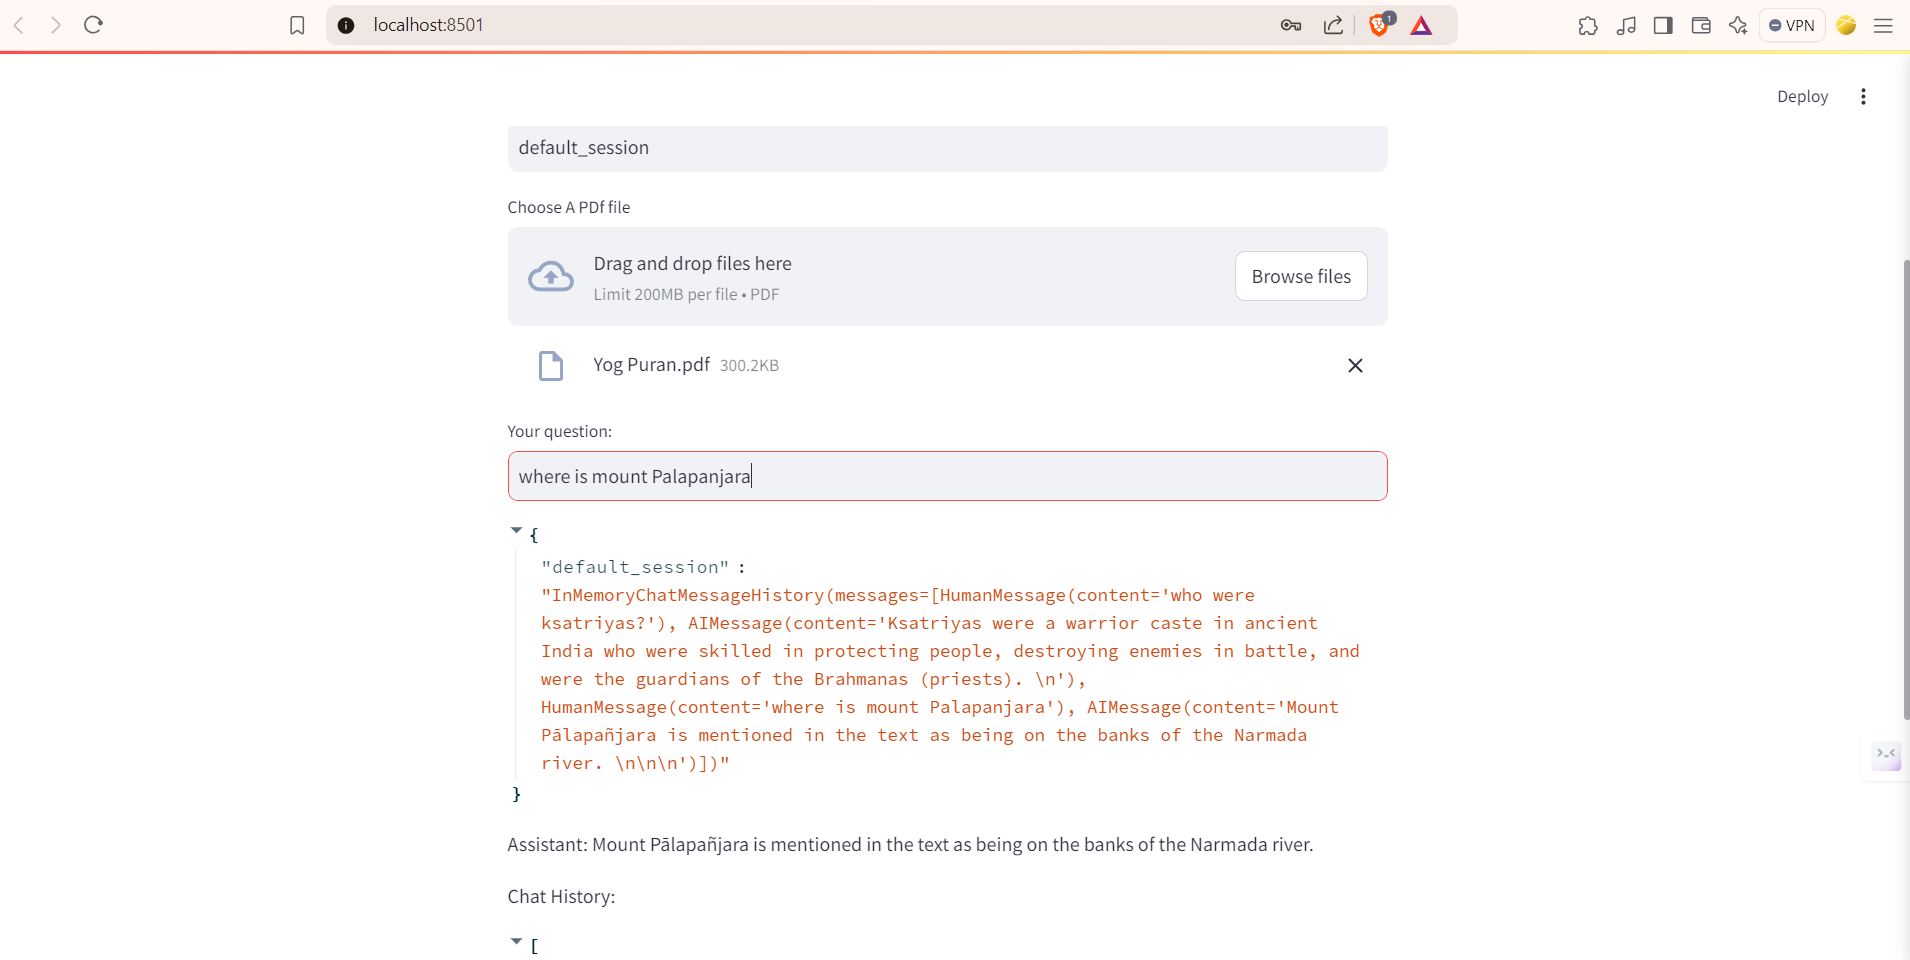 localhost:8501
1
VPN
Deploy
default_session
Choose A PDf file
Drag and drop files here
Limit 200MB per file • PDF
Browse files
Yog Puran.pdf 300.2KB
Your question:
where is mount Palapanjara
{
"default_session" :
"InMemoryChatMessageHistory(messages=[HumanMessage(content='who were
ksatriyas?'), AIMessage(content='Ksatriyas were a warrior caste in ancient
India who were skilled in protecting people, destroying enemies in battle, and
were the guardians of the Brahmanas (priests). \n'),
HumanMessage(content='where is mount Palapanjara'), AIMessage(content='Mount
Pālapañjara is mentioned in the text as being on the banks of the Narmada
river. \n\n\n')])"
}
Assistant: Mount Pālapañjara is mentioned in the text as being on the banks of the Narmada river.
Chat History:
[